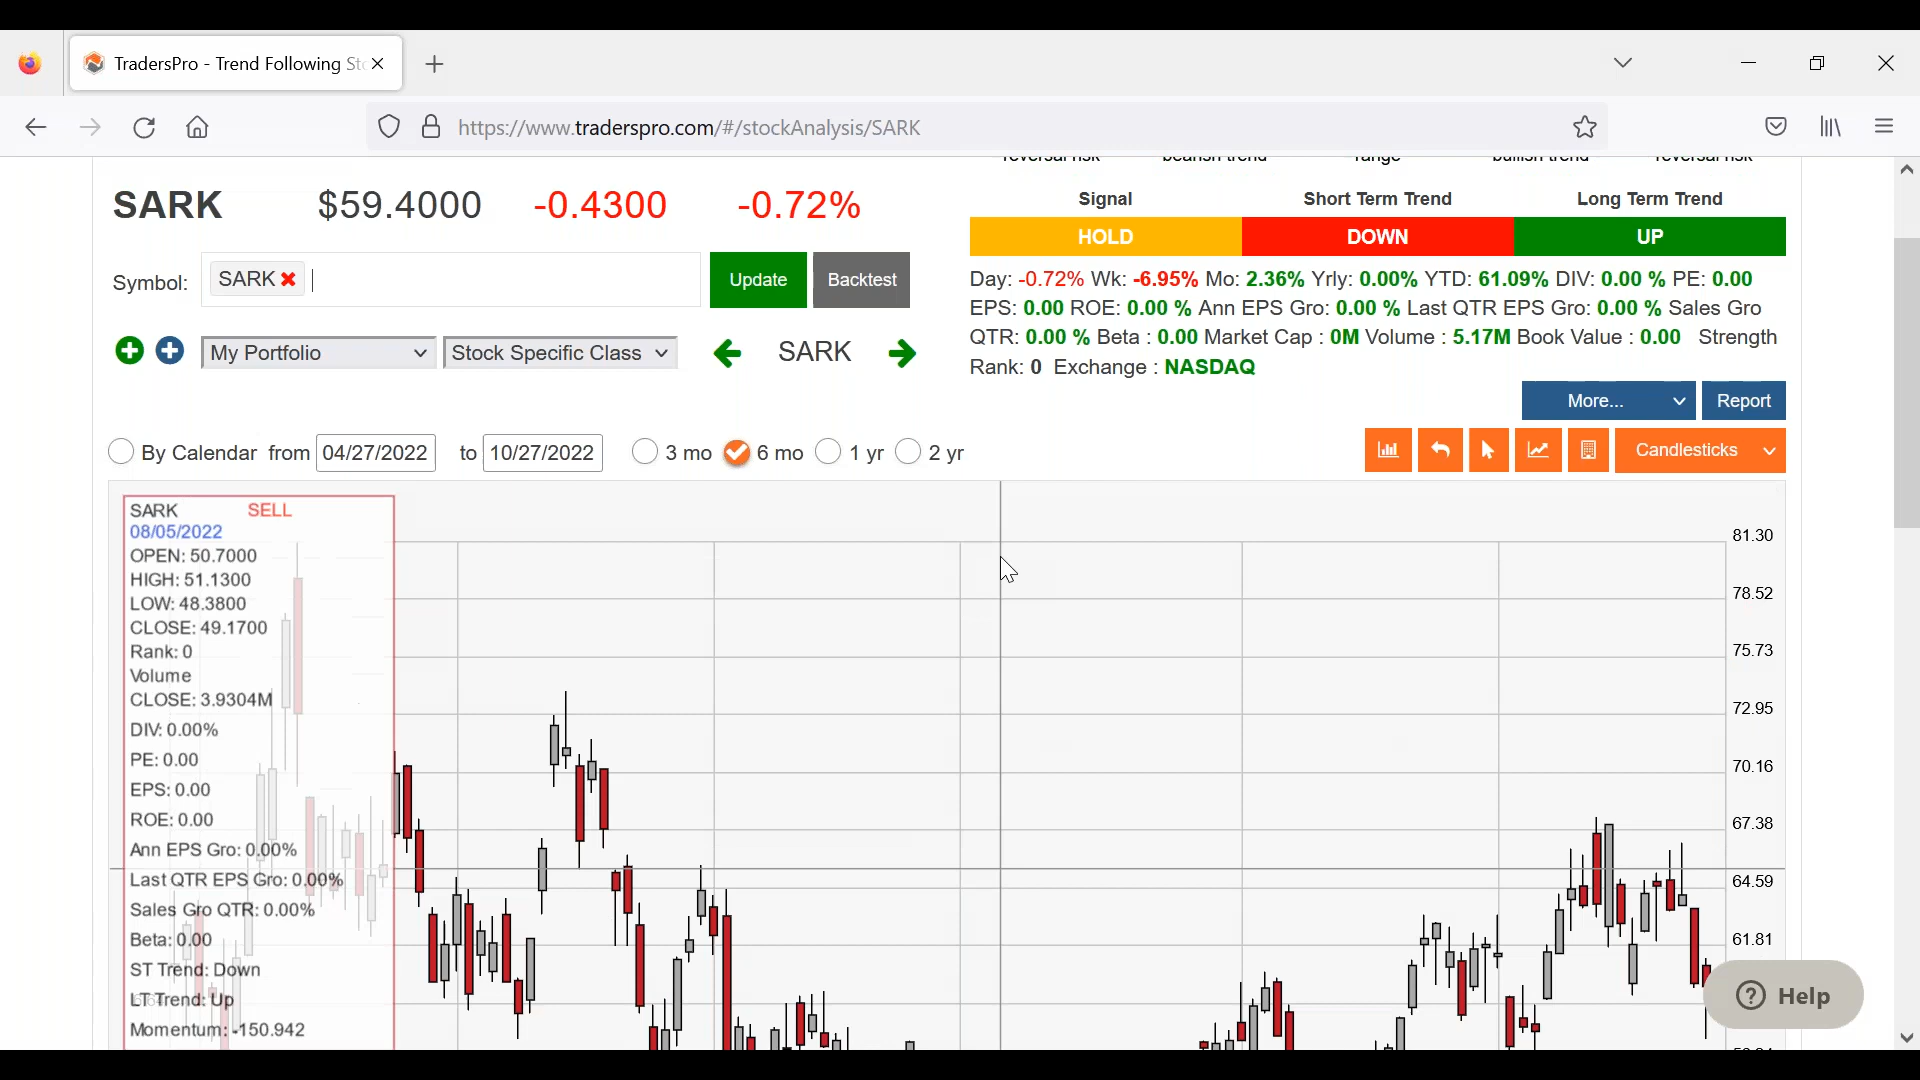 TradersPro - Trend Following Sto
https://www.traderspro.com/#/stockAnalysis/SARK
reversal risk bearish trend range bullish trend reversal risk
SARK $59.4000 -0.4300 -0.72%
Signal Short Term Trend Long Term Trend
HOLD DOWN UP
Symbol: SARK Update Backtest
Day: -0.72% Wk: -6.95% Mo: 2.36% Yrly: 0.00% YTD: 61.09% DIV: 0.00 % PE: 0.00
EPS: 0.00 ROE: 0.00 % Ann EPS Gro: 0.00 % Last QTR EPS Gro: 0.00 % Sales Gro
QTR: 0.00 % Beta : 0.00 Market Cap : 0M Volume : 5.17M Book Value : 0.00 Strength
Rank: 0 Exchange : NASDAQ
My Portfolio Stock Specific Class SARK
More... Report
By Calendar from 04/27/2022 to 10/27/2022 3 mo 6 mo 1 yr 2 yr Candlesticks
SARK SELL
08/05/2022
OPEN: 50.7000
HIGH: 51.1300
LOW: 48.3800
CLOSE: 49.1700
Rank: 0
Volume
CLOSE: 3.9304M
DIV: 0.00%
PE: 0.00
EPS: 0.00
ROE: 0.00
Ann EPS Gro: 0.00%
Last QTR EPS Gro: 0.00%
Sales Gro QTR: 0.00%
Beta: 0.00
ST Trend: Down
LT Trend: Up
Momentum: -150.942
81.30
78.52
75.73
72.95
70.16
67.38
64.59
61.81
Help